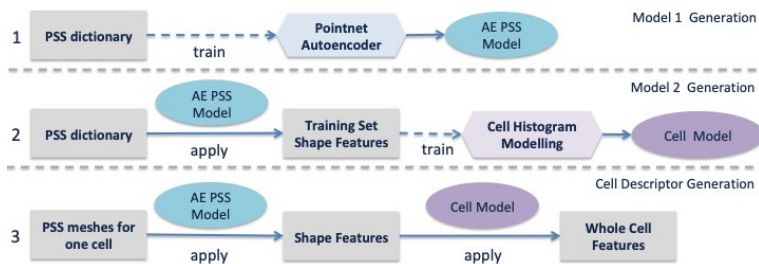 Model 1 Generation
1
PSS dictionary
train
Pointnet
Autoencoder
AE PSS
Model
Model 2 Generation
2
PSS dictionary
AE PSS
Model
apply
Training Set
Shape Features
train
Cell Histogram
Modelling
Cell Model
Cell Descriptor Generation
3
PSS meshes for
one cell
AE PSS
Model
apply
Shape Features
Cell Model
apply
Whole Cell
Features